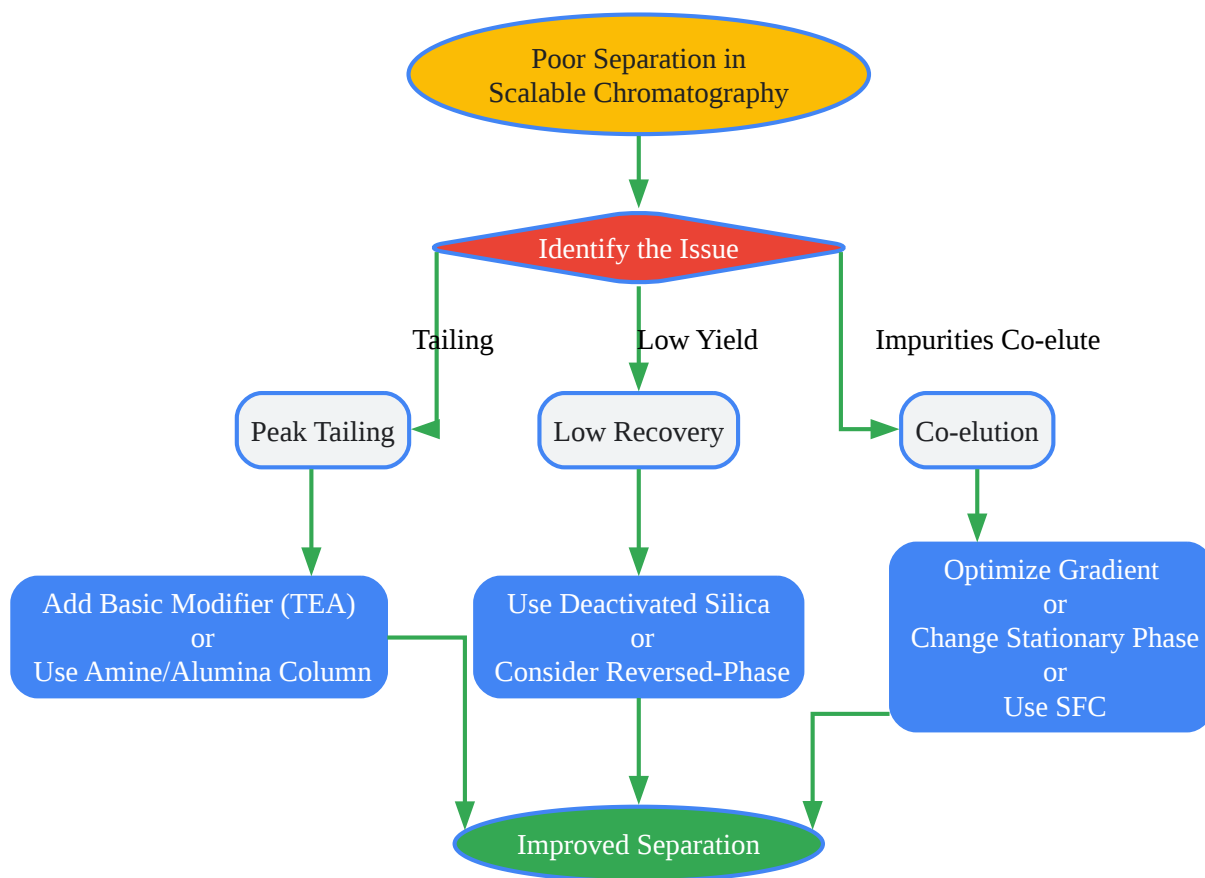 Poor Separation in
Scalable Chromatography
Identify the Issue
Tailing
Low Yield
Impurities Co-elute
Peak Tailing
Low Recovery
Co-elution
Add Basic Modifier (TEA)
or
Use Amine/Alumina Column
Use Deactivated Silica
or
Consider Reversed-Phase
Optimize Gradient
or
Change Stationary Phase
or
Use SFC
Improved Separation